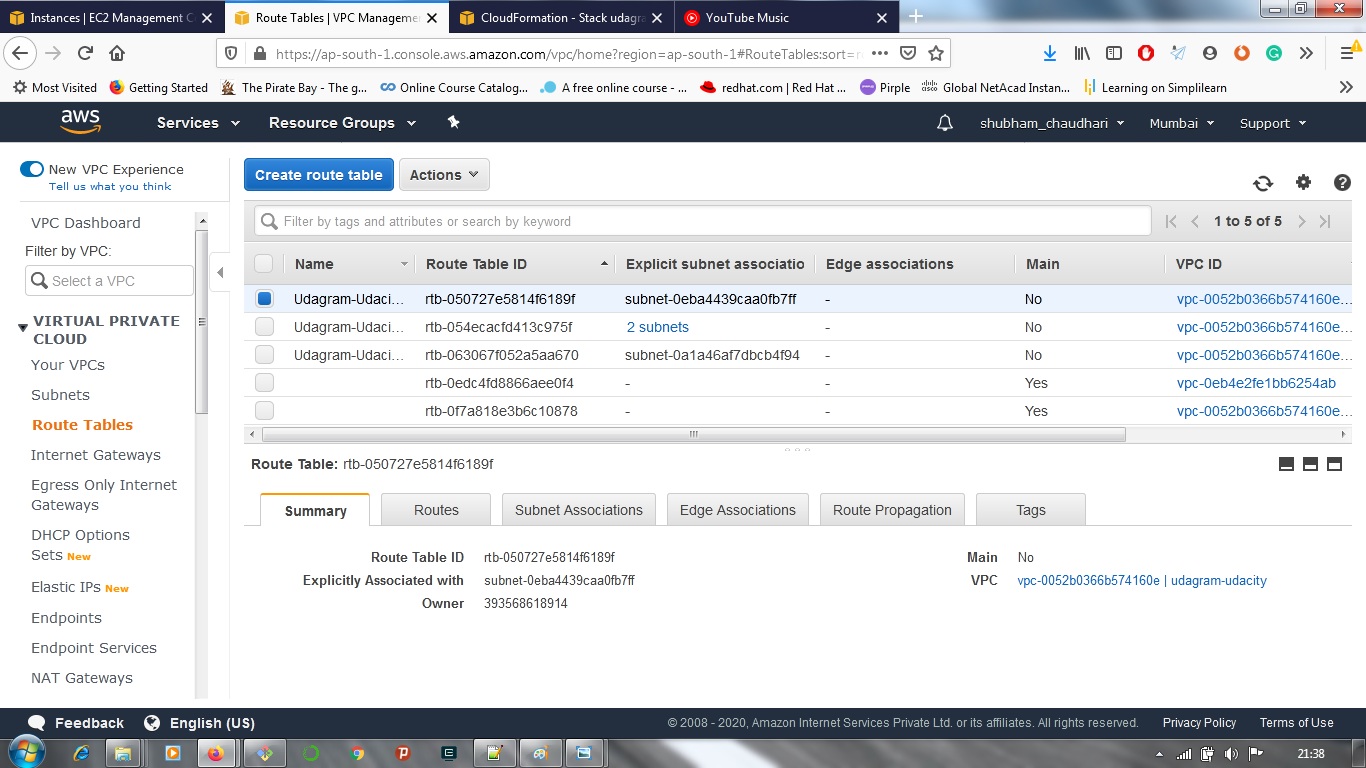 Instances | EC2 Management C
Route Tables | VPC Manageme
CloudFormation - Stack udagra
YouTube Music
https://ap-south-1.console.aws.amazon.com/vpc/home?region=ap-south-1#RouteTables:sort=r
Most Visited Getting Started The Pirate Bay - The g... Online Course Catalog... A free online course - ... redhat.com | Red Hat ... Pirple Global NetAcad Instan... Learning on Simplilearn
aws Services Resource Groups shubham_chaudhari Mumbai Support
New VPC Experience
Tell us what you think
VPC Dashboard
Filter by VPC:
Select a VPC
VIRTUAL PRIVATE
CLOUD
Your VPCs
Subnets
Route Tables
Internet Gateways
Egress Only Internet
Gateways
DHCP Options
Sets New
Elastic IPs New
Endpoints
Endpoint Services
NAT Gateways
Create route table Actions
Filter by tags and attributes or search by keyword 1 to 5 of 5
Name Route Table ID Explicit subnet associatio Edge associations Main VPC ID
Udagram-Udaci... rtb-050727e5814f6189f subnet-0eba4439caa0fb7ff - No vpc-0052b0366b574160e...
Udagram-Udaci... rtb-054ecacfd413c975f 2 subnets - No vpc-0052b0366b574160e...
Udagram-Udaci... rtb-063067f052a5aa670 subnet-0a1a46af7dbcb4f94 - No vpc-0052b0366b574160e...
rtb-0edc4fd8866aee0f4 - - Yes vpc-0eb4e2fe1bb6254ab
rtb-0f7a818e3b6c10878 - - Yes vpc-0052b0366b574160e...
Route Table: rtb-050727e5814f6189f
Summary Routes Subnet Associations Edge Associations Route Propagation Tags
Route Table ID rtb-050727e5814f6189f Main No
Explicitly Associated with subnet-0eba4439caa0fb7ff VPC vpc-0052b0366b574160e | udagram-udacity
Owner 393568618914
Feedback English (US) © 2008 - 2020, Amazon Internet Services Private Ltd. or its affiliates. All rights reserved. Privacy Policy Terms of Use
21:38